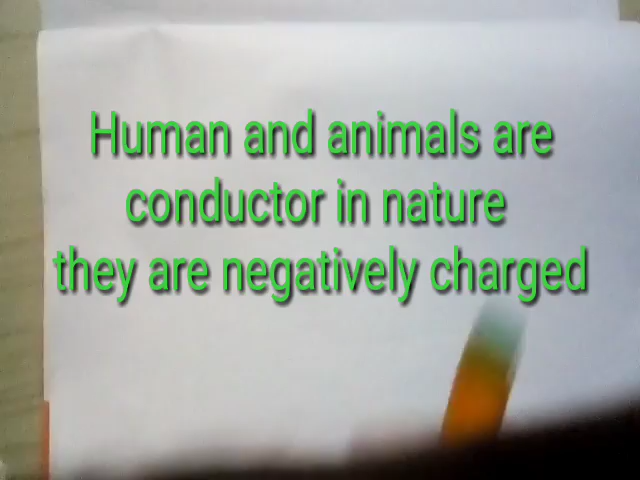 Human and animals are
conductor in nature
they are negatively charged